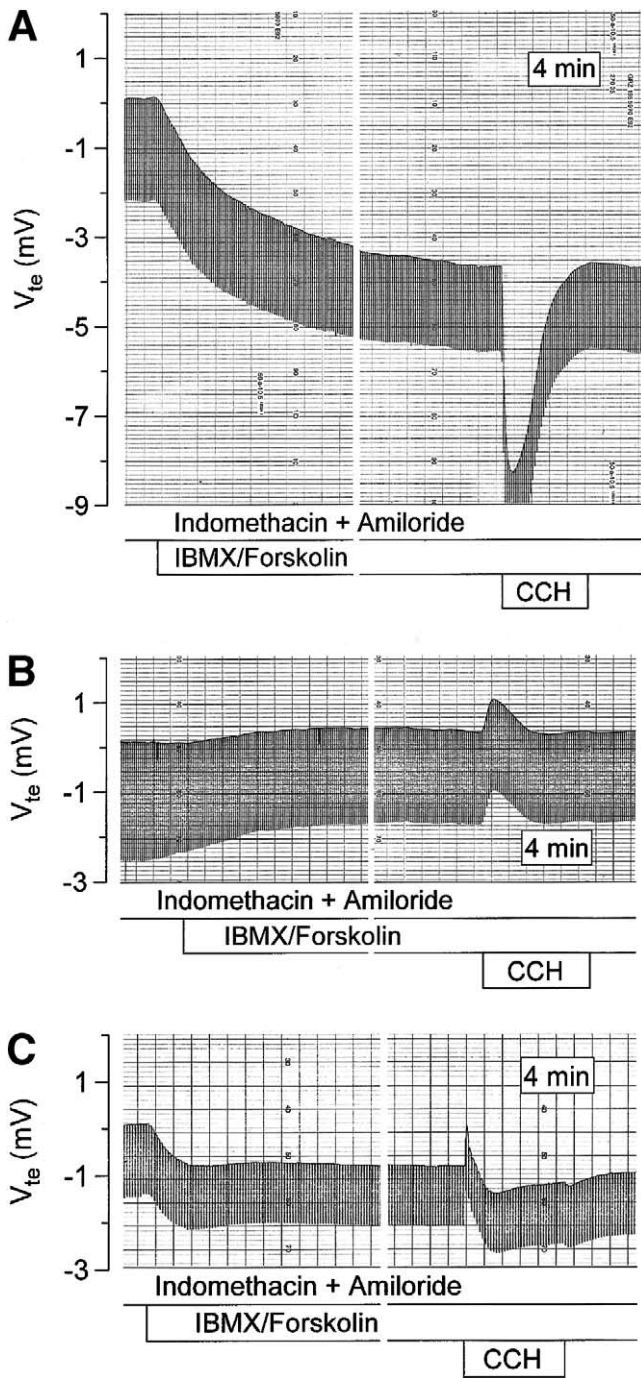 A
1
-1
-3
-5
-7
-9
V_te (mV)
4 min
Indomethacin + Amiloride
IBMX/Forskolin
CCH
B
1
-1
-3
V_te (mV)
4 min
Indomethacin + Amiloride
IBMX/Forskolin
CCH
C
1
-1
-3
V_te (mV)
4 min
Indomethacin + Amiloride
IBMX/Forskolin
CCH